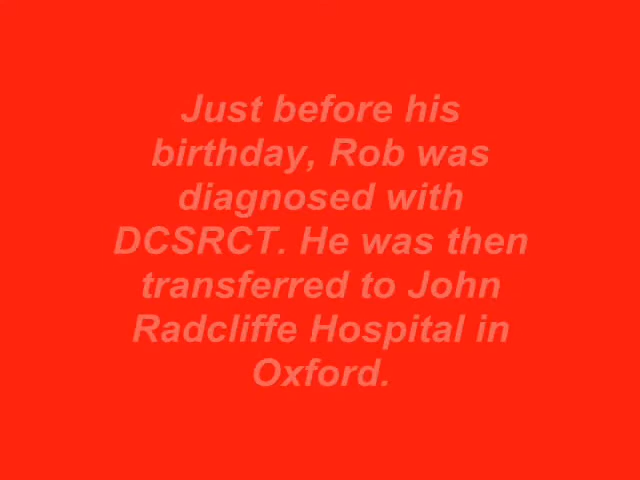 Just before his
birthday, Rob was
diagnosed with
DCSRCT. He was then
transferred to John
Radcliffe Hospital in
Oxford.